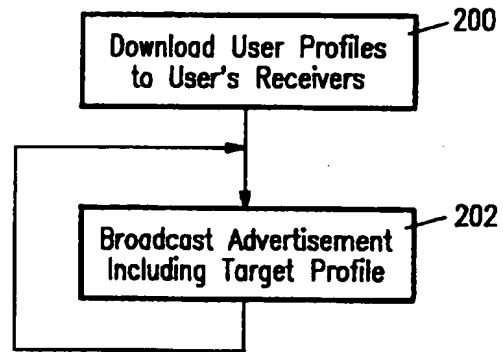 200
Download User Profiles
to User's Receivers
202
Broadcast Advertisement
Including Target Profile